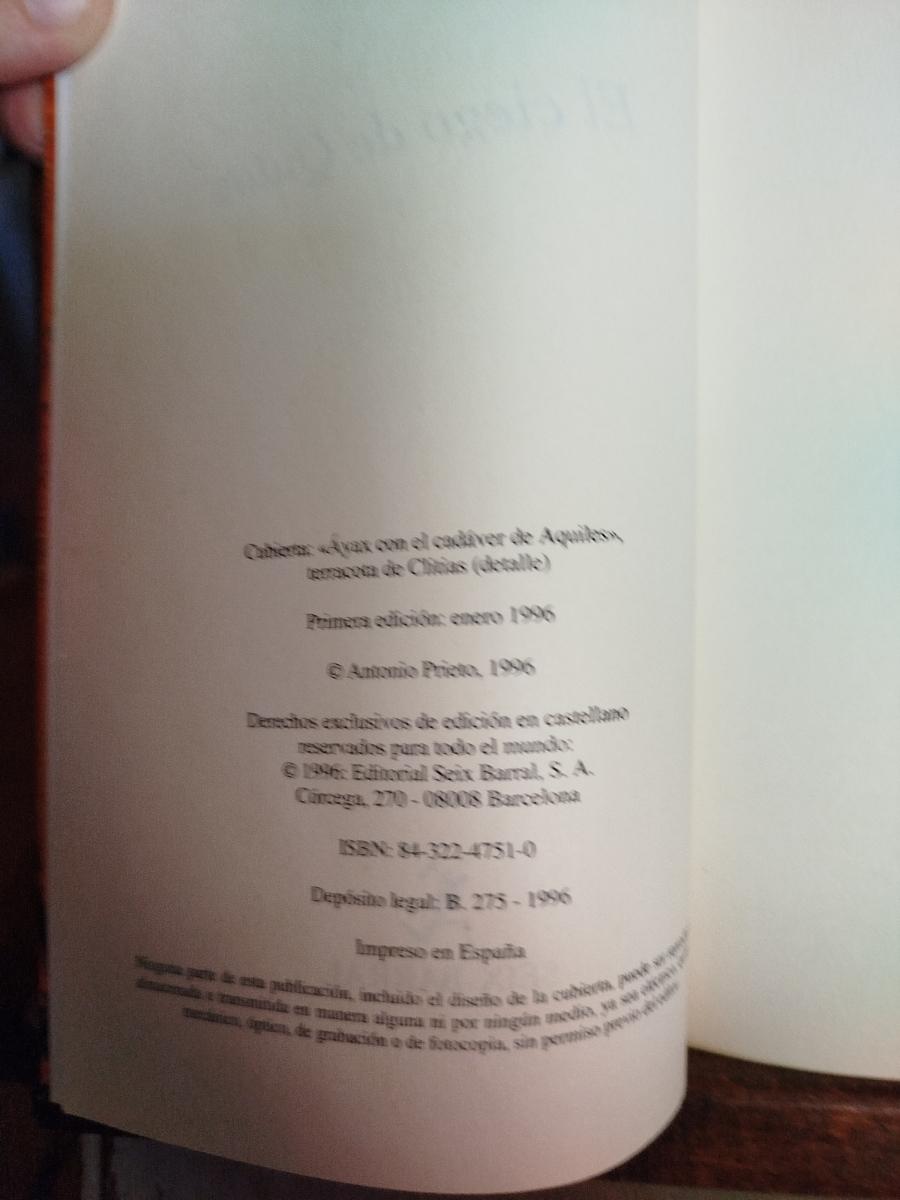 Cubierta: «Áyax con el cadáver de Aquiles»,
terracota de Clitias (detalle)
Primera edición: enero 1996
© Antonio Prieto, 1996
Derechos exclusivos de edición en castellano
reservados para todo el mundo:
© 1996: Editorial Seix Barral, S. A.
Córcega, 270 - 08008 Barcelona
ISBN: 84-322-4751-0
Depósito legal: B. 275 - 1996
Impreso en España
Ninguna parte de esta publicación, incluido el diseño de la cubierta, puede ser
almacenada o transmitida en manera alguna ni por ningún medio, ya sea
mecánico, óptico, de grabación o de fotocopia, sin permiso previo del editor.